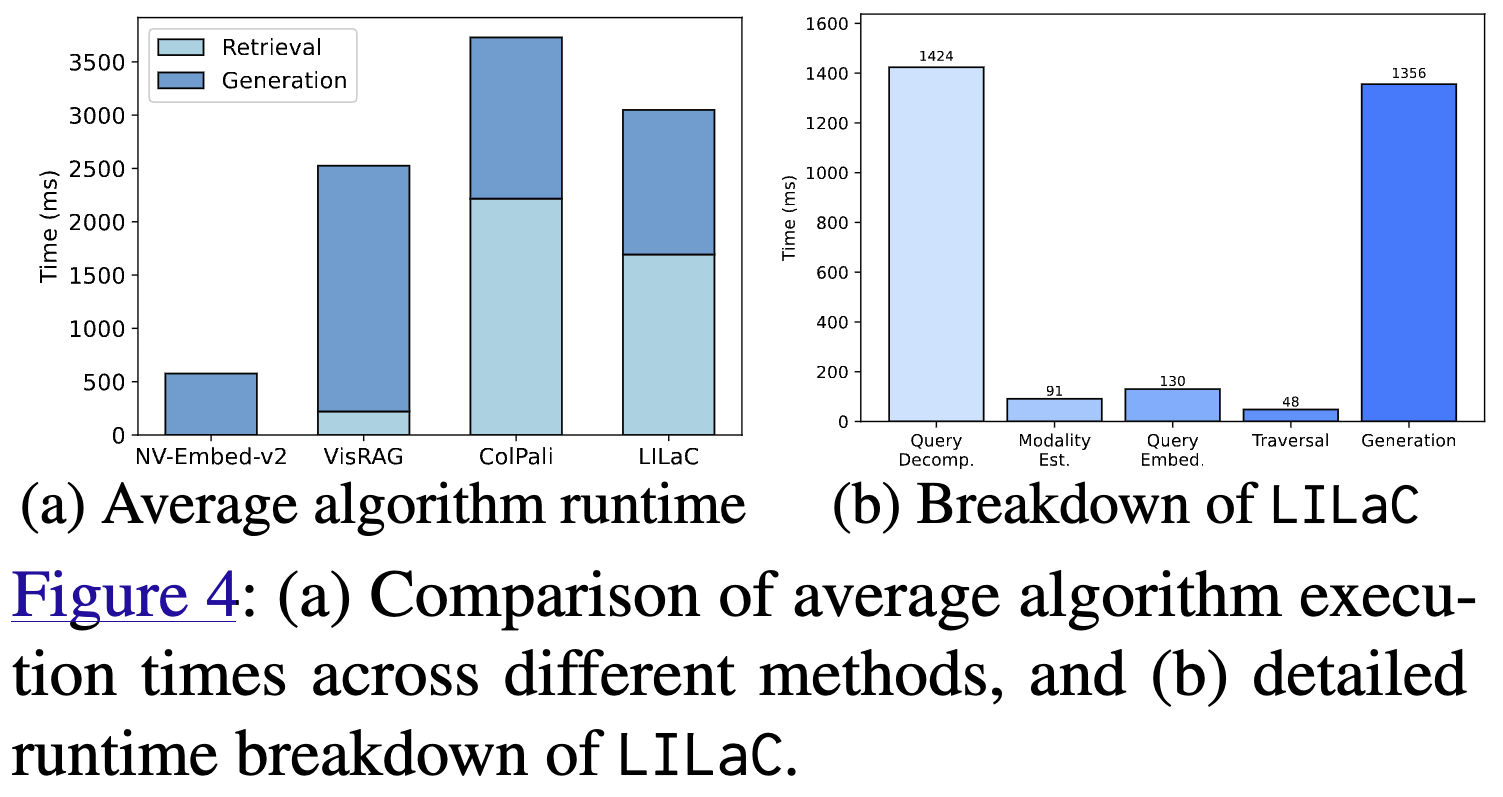 3500
3000
2500
2000
1500
1000
500
0
Time (ms)
Retrieval
Generation
NV-Embed-v2 VisRAG ColPali LILaC
(a) Average algorithm runtime
1600
1400
1200
1000
800
600
400
200
0
Time (ms)
1424
91
130
48
1356
Query Decomp.
Modality Est.
Query Embed.
Traversal
Generation
(b) Breakdown of LILaC
Figure 4: (a) Comparison of average algorithm execu-
tion times across different methods, and (b) detailed
runtime breakdown of LILaC.